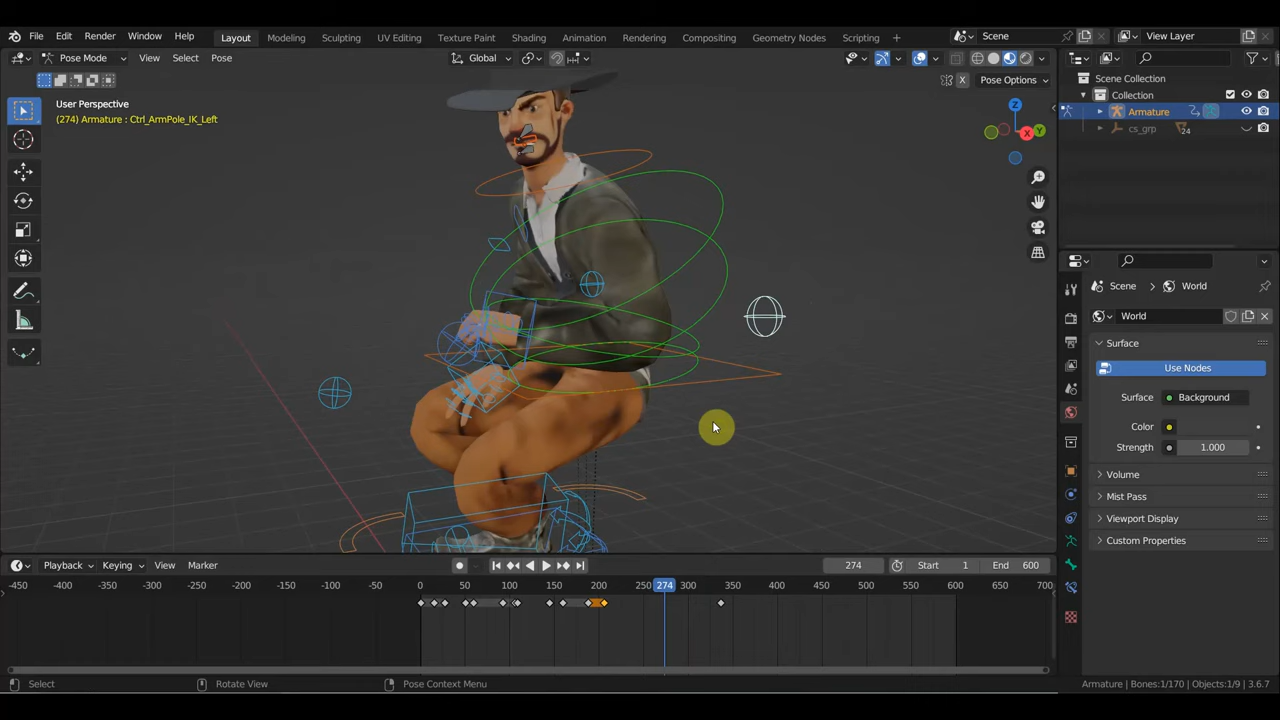 File Edit Render Window Help Layout Modeling Sculpting UV Editing Texture Paint Shading Animation Rendering Compositing Geometry Nodes Scripting Scene View Layer
Pose Mode View Select Pose Global
X Pose Options
User Perspective
(274) Armature : Ctrl_ArmPole_IK_Left
Z
Y
X
Scene Collection
Collection
Armature
cs_grp 24
Scene World
World
Surface
Use Nodes
Surface Background
Color
Strength 1.000
Volume
Mist Pass
Viewport Display
Custom Properties
Playback Keying View Marker 274 Start 1 End 600
-450 -400 -350 -300 -250 -200 -150 -100 -50 0 50 100 150 200 250 274 300 350 400 450 500 550 600 650 700
Select Rotate View Pose Context Menu Armature | Bones:1/170 | Objects:1/9 | 3.6.7